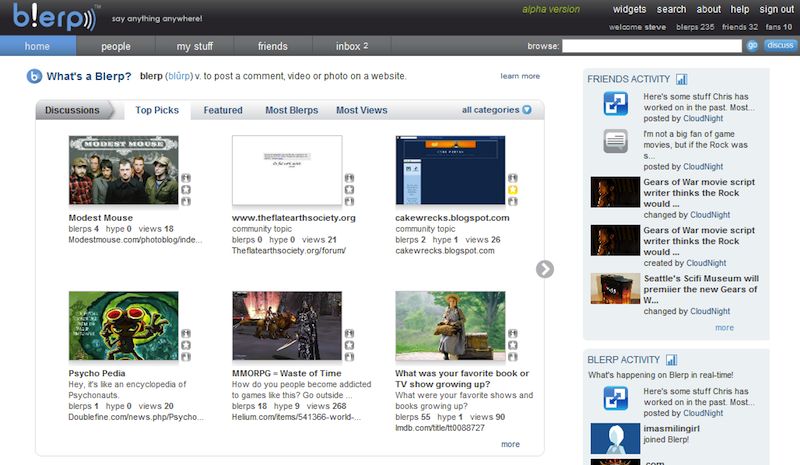 b!erp TM
say anything anywhere!
alpha version
widgets search about help sign out
welcome steve blerps 235 friends 32 fans 10
home people my stuff friends inbox 2
browse: go discuss
What's a Blerp? blerp (blûrp) v. to post a comment, video or photo on a website. learn more
Discussions Top Picks Featured Most Blerps Most Views all categories
MODEST MOUSE
Modest Mouse
blerps 4 hype 0 views 18
Modestmouse.com/photoblog/inde...
www.theflatearthsociety.org
community topic
blerps 0 hype 0 views 21
Theflatearthsociety.org/forum/
cakewrecks.blogspot.com
community topic
blerps 2 hype 1 views 26
cakewrecks.blogspot.com
Psycho Pedia
Hey, it's like an encyclopedia of
Psychonauts.
blerps 1 hype 0 views 20
Doublefine.com/news.php/Psycho...
MMORPG = Waste of Time
How do you people become addicted
to games like this? Go outside ...
blerps 18 hype 9 views 268
Helium.com/items/541366-world-...
What was your favorite book or
TV show growing up?
What were your favorite shows and
books growing up?
blerps 55 hype 1 views 90
imdb.com/title/tt0088727
more
FRIENDS ACTIVITY
Here's some stuff Chris has
worked on in the past. Most...
posted by CloudNight
I'm not a big fan of game
movies, but if the Rock was
s...
posted by CloudNight
Gears of War movie script
writer thinks the Rock
would ...
changed by CloudNight
Gears of War movie script
writer thinks the Rock
would ...
created by CloudNight
Seattle's Scifi Museum will
premiier the new Gears of
W...
changed by CloudNight
more
BLERP ACTIVITY
What's happening on Blerp in real-time!
Here's some stuff Chris has
worked on in the past. Most...
posted by CloudNight
imasmilingirl
joined Blerp!
.com